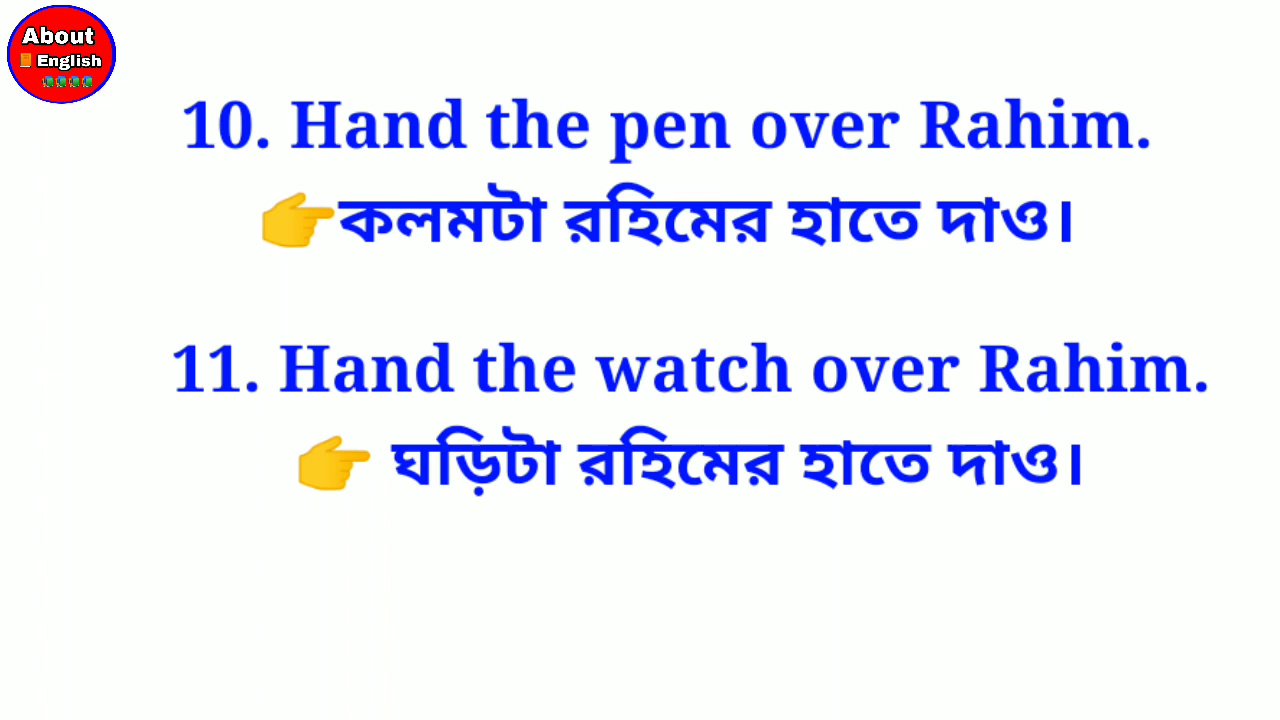 About
English
10. Hand the pen over Rahim.
👉কলমটা রহিমের হাতে দাও।
11. Hand the watch over Rahim.
👉 ঘড়িটা রহিমের হাতে দাও।